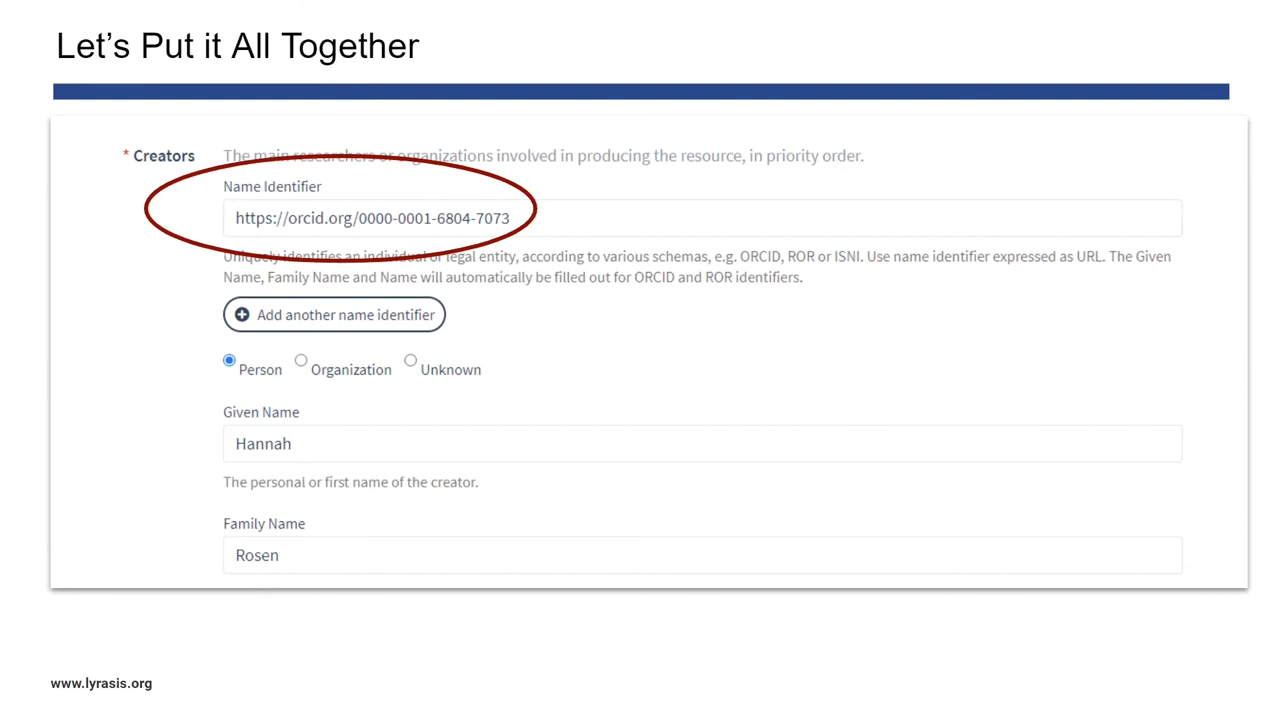 Let’s Put it All Together
* Creators
The main researchers or organizations involved in producing the resource, in priority order.
Name Identifier
https://orcid.org/0000-0001-6804-7073
Uniquely identifies an individual or legal entity, according to various schemas, e.g. ORCID, ROR or ISNI. Use name identifier expressed as URL. The Given
Name, Family Name and Name will automatically be filled out for ORCID and ROR identifiers.
Add another name identifier
Person Organization Unknown
Given Name
Hannah
The personal or first name of the creator.
Family Name
Rosen
www.lyrasis.org